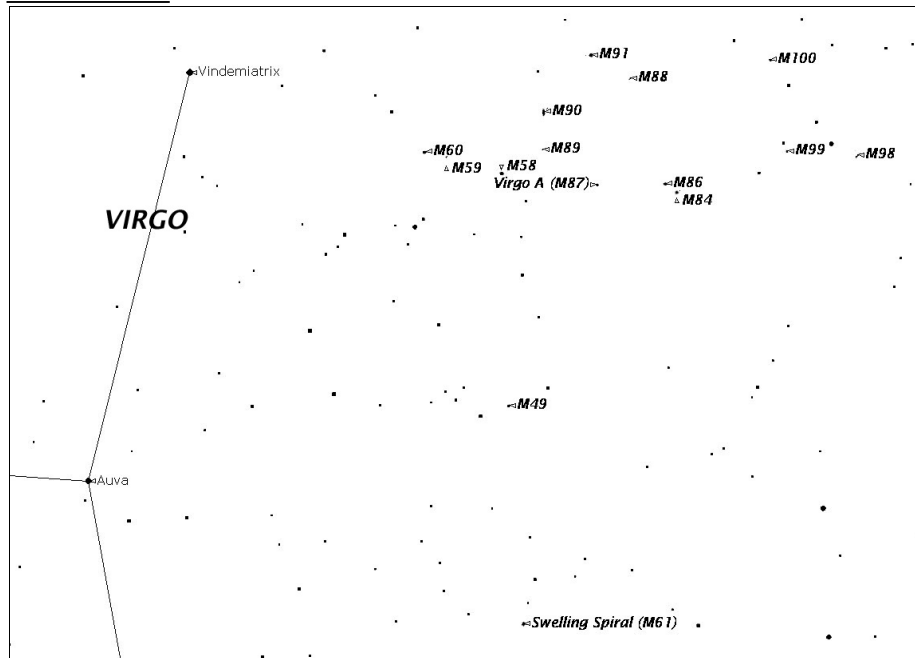 M91
M100
Vindemiatrix
M88
M90
M60
M89
M99
M98
M59
M58
Virgo A (M87)
M86
M84
VIRGO
M49
Auva
Swelling Spiral (M61)